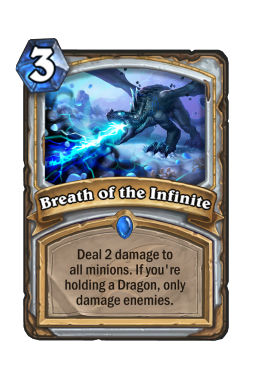 3
Breath of the Infinite
Deal 2 damage to
all minions. If you're
holding a Dragon, only
damage enemies.